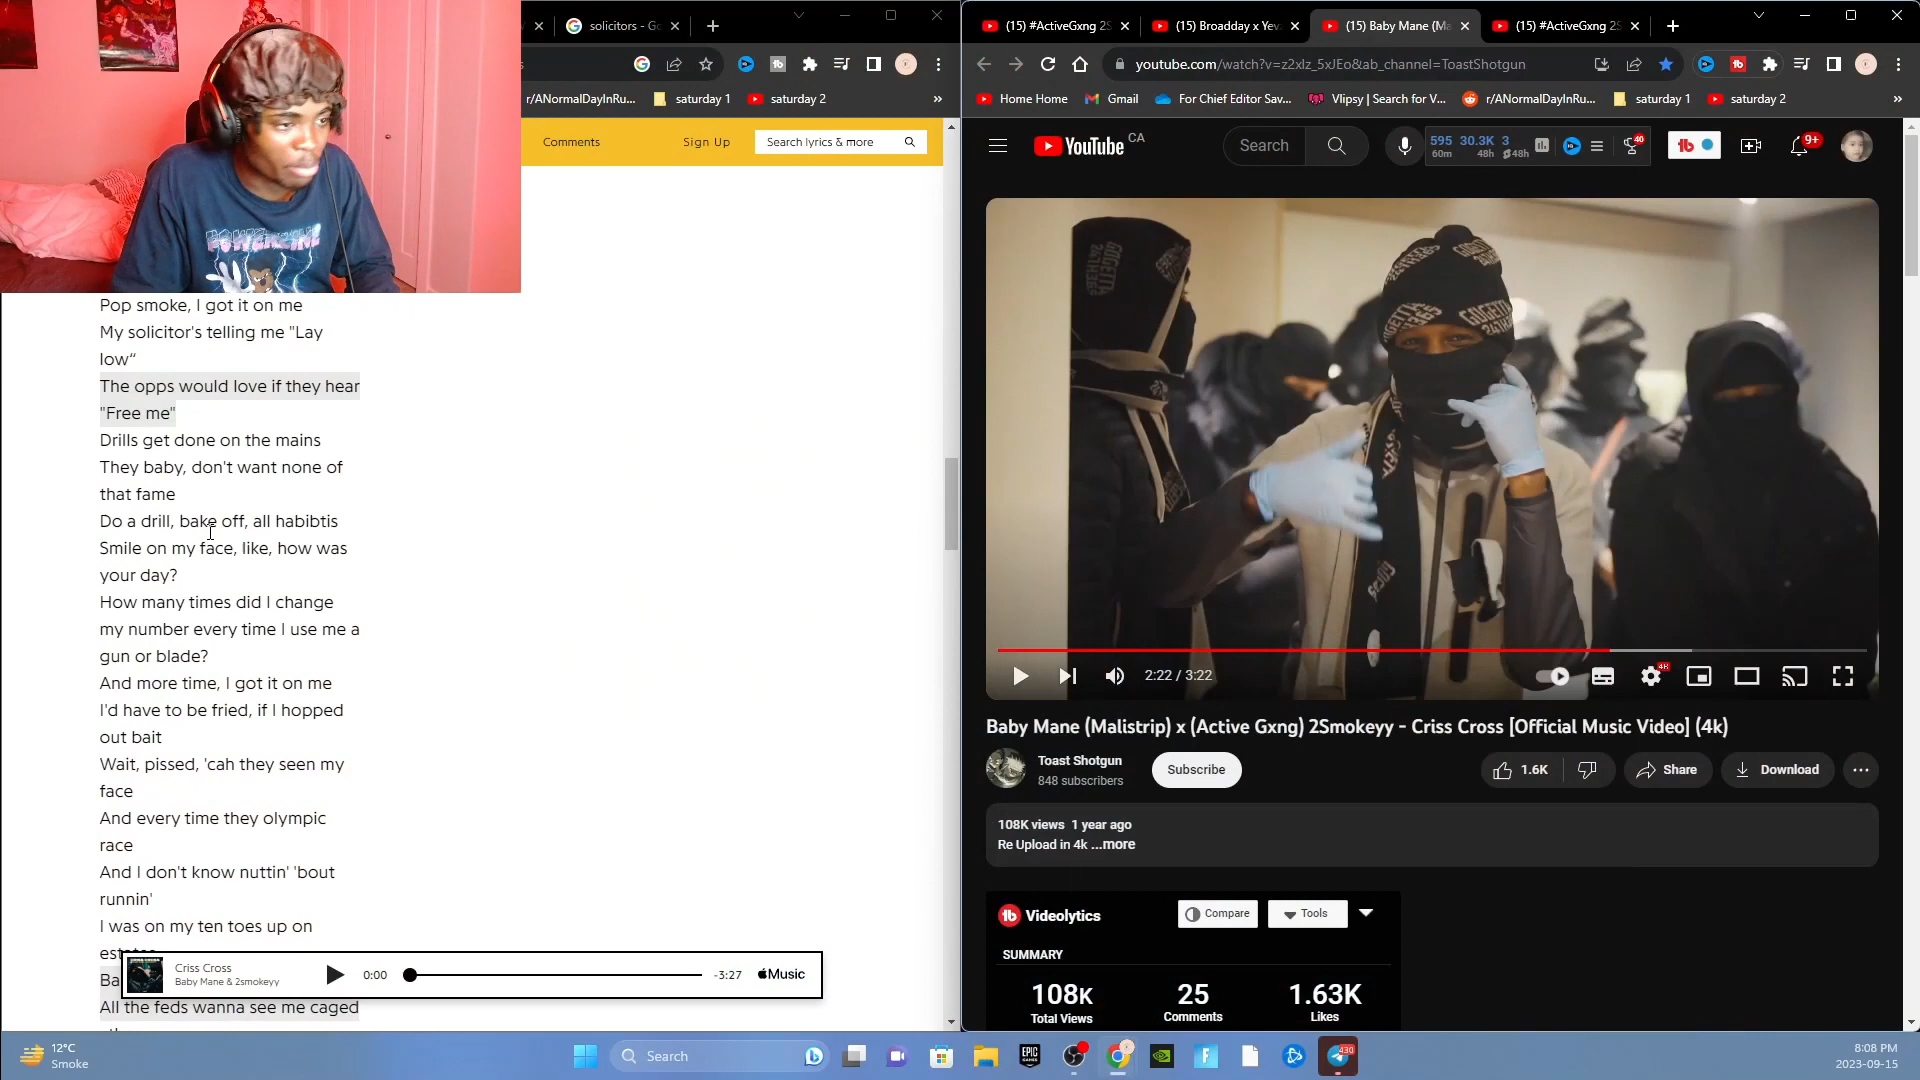 solicitors - Go
(15) #ActiveGxng 2S
(15) Broadday x Yev
(15) Baby Mane (Ma
(15) #ActiveGxng 2S
youtube.com/watch?v=z2xlz_5xJEo&ab_channel=ToastShotgun
r/ANormalDayInRu...
saturday 1
saturday 2
»
Home Home
Gmail
For Chief Editor Sav...
Vlipsy | Search for V...
r/ANormalDayInRu...
saturday 1
saturday 2
»
Comments
Sign Up
Search lyrics & more
YouTube CA
Search
595 30.3K 3
60m 48h 48h
40
9+
POWERLINE
Pop smoke, I got it on me
My solicitor's telling me "Lay
low“
The opps would love if they hear
"Free me"
Drills get done on the mains
They baby, don't want none of
that fame
Do a drill, bake off, all habibtis
Smile on my face, like, how was
your day?
How many times did I change
my number every time I use me a
gun or blade?
And more time, I got it on me
I'd have to be fried, if I hopped
out bait
Wait, pissed, 'cah they seen my
face
And every time they olympic
race
And I don't know nuttin' 'bout
runnin'
I was on my ten toes up on
Ba
All the feds wanna see me caged
Criss Cross
Baby Mane & 2smokeyy
0:00
-3:27
Music
GOGETTA
2:22 / 3:22
4K
Baby Mane (Malistrip) x (Active Gxng) 2Smokeyy - Criss Cross [Official Music Video] (4k)
Toast Shotgun
848 subscribers
Subscribe
1.6K
Share
Download
108K views 1 year ago
Re Upload in 4k ...more
Videolytics
Compare
Tools
SUMMARY
108K
Total Views
25
Comments
1.63K
Likes
12°C
Smoke
Search
EPIC GAMES
430
8:08 PM
2023-09-15